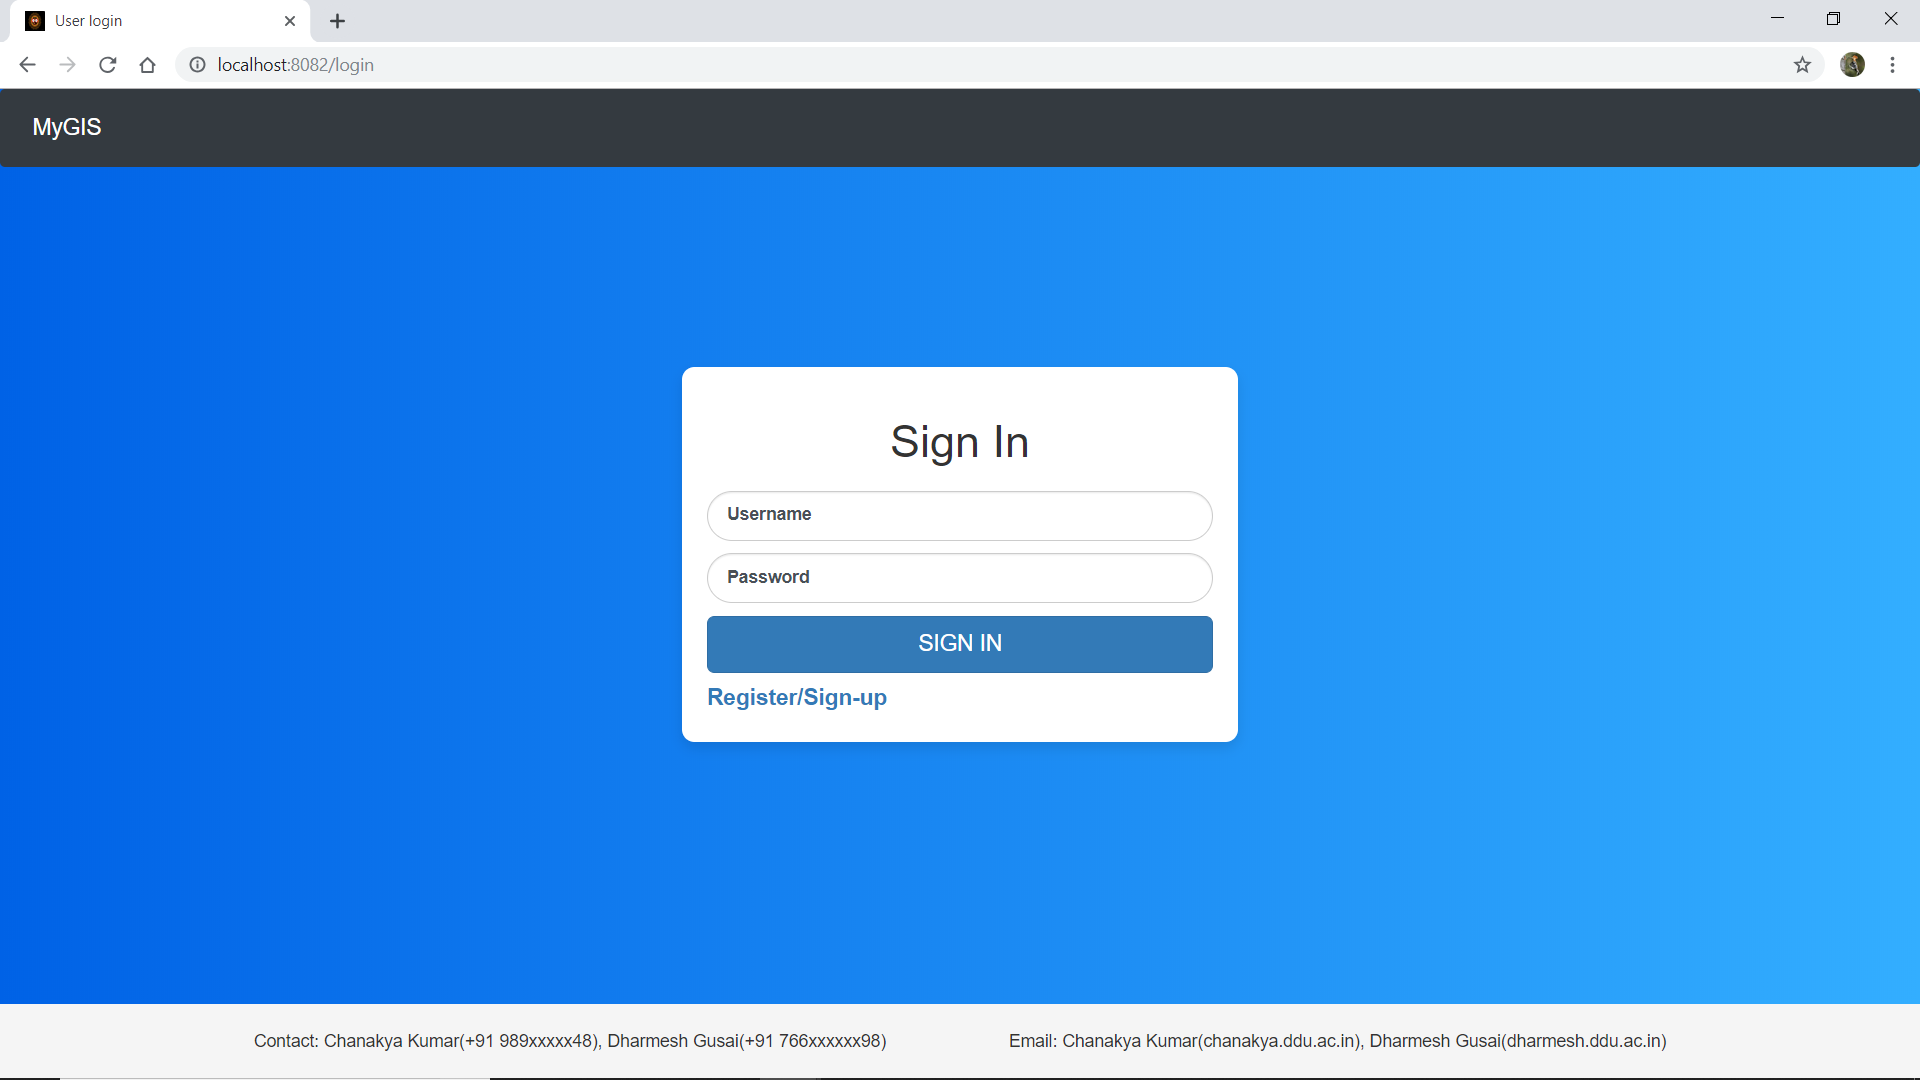 User login
localhost:8082/login
MyGIS
Sign In
Username
Password
SIGN IN
Register/Sign-up
Contact: Chanakya Kumar(+91 989xxxxx48), Dharmesh Gusai(+91 766xxxxxx98)
Email: Chanakya Kumar(chanakya.ddu.ac.in), Dharmesh Gusai(dharmesh.ddu.ac.in)